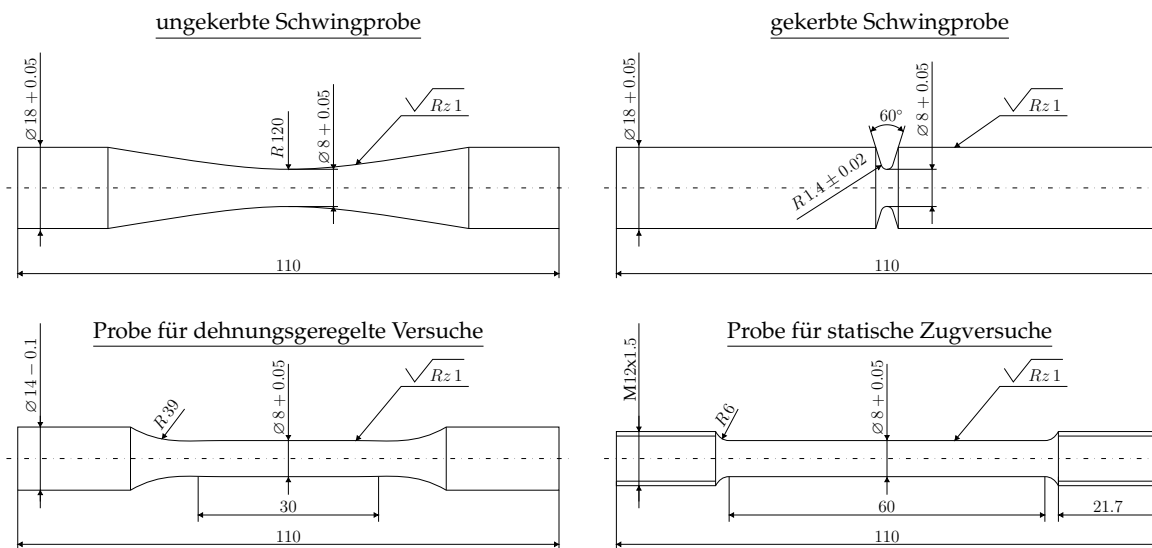 ungekerbte Schwingprobe
⌀ 18 + 0.05
R 120
⌀ 8 + 0.05
Rz 1
110
gekerbte Schwingprobe
⌀ 18 + 0.05
60°
R 1.4 ± 0.02
⌀ 8 + 0.05
Rz 1
110
Probe für dehnungsgeregelte Versuche
⌀ 14 − 0.1
R 39
⌀ 8 + 0.05
Rz 1
30
110
Probe für statische Zugversuche
M12x1.5
R 6
⌀ 8 + 0.05
Rz 1
60
21.7
110